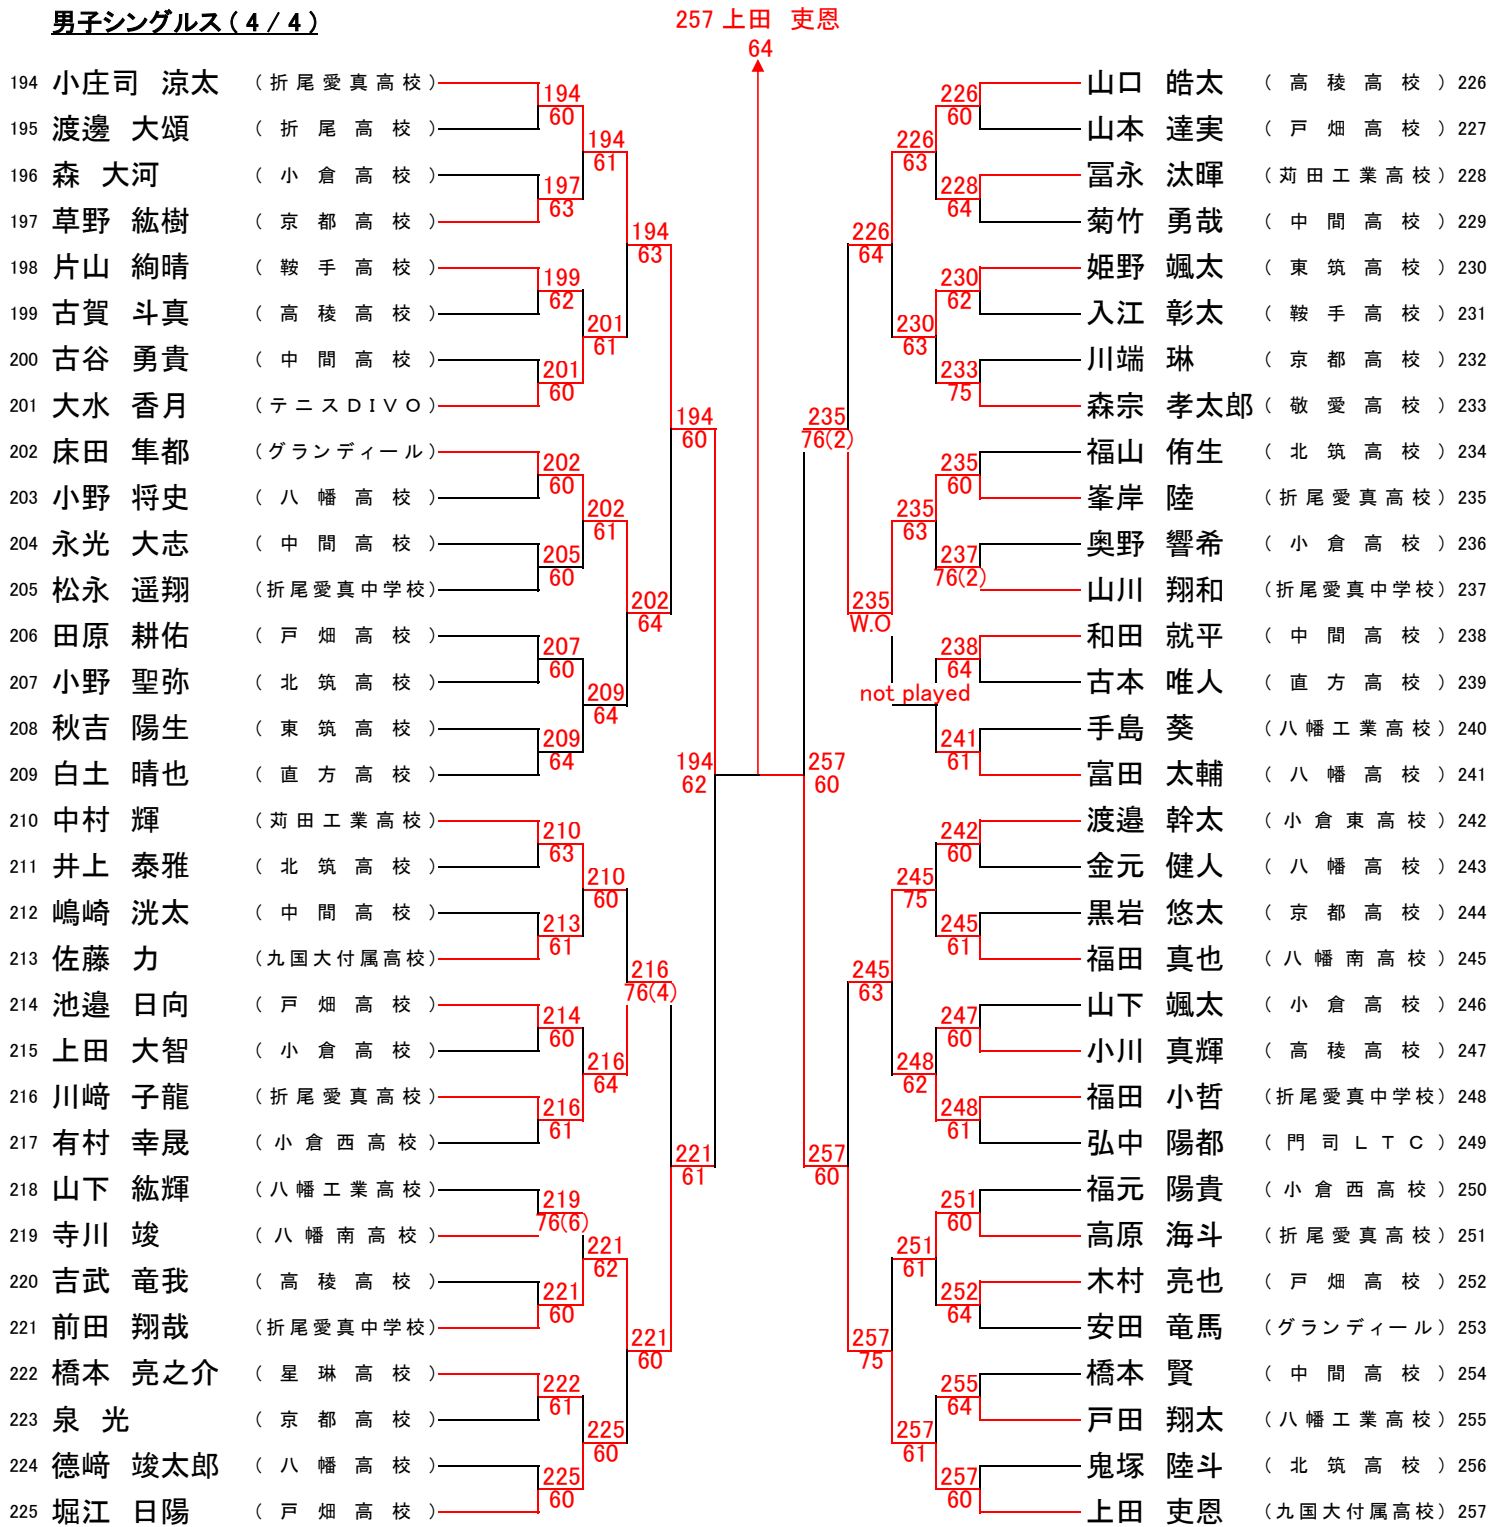 男子シングルス ( 4 / 4 )
257 上田 吏恩
64
194 小庄司 涼太 （折尾愛真高校）
195 渡邊 大頌 （折尾高校）
196 森 大河 （小倉高校）
197 草野 紘樹 （京都高校）
198 片山 絢晴 （鞍手高校）
199 古賀 斗真 （高稜高校）
200 古谷 勇貴 （中間高校）
201 大水 香月 （テニスＤＩＶＯ）
202 床田 隼都 （グランディール）
203 小野 将史 （八幡高校）
204 永光 大志 （中間高校）
205 松永 遥翔 （折尾愛真中学校）
206 田原 耕佑 （戸畑高校）
207 小野 聖弥 （北筑高校）
208 秋吉 陽生 （東筑高校）
209 白土 晴也 （直方高校）
210 中村 輝 （苅田工業高校）
211 井上 泰雅 （北筑高校）
212 嶋崎 洸太 （中間高校）
213 佐藤 力 （九国大付属高校）
214 池邉 日向 （戸畑高校）
215 上田 大智 （小倉高校）
216 川﨑 子龍 （折尾愛真高校）
217 有村 幸晟 （小倉西高校）
218 山下 紘輝 （八幡工業高校）
219 寺川 竣 （八幡南高校）
220 吉武 竜我 （高稜高校）
221 前田 翔哉 （折尾愛真中学校）
222 橋本 亮之介 （星琳高校）
223 泉 光 （京都高校）
224 德﨑 竣太郎 （八幡高校）
225 堀江 日陽 （戸畑高校）
194
60
197
63
199
62
201
60
202
60
205
60
207
60
209
64
210
63
213
61
214
60
216
61
219
76(6)
221
60
222
61
225
60
194
61
201
61
202
61
209
64
210
60
216
64
221
62
225
60
194
63
202
64
216
76(4)
221
60
194
60
221
61
194
62
257
60
235
76(2)
257
60
226
64
235
W.O
245
63
257
75
226
63
230
63
235
63
not played
245
75
248
62
251
61
257
61
226
60
228
64
230
62
233
75
235
60
237
76(2)
238
64
241
61
242
60
245
61
247
60
248
61
251
60
252
64
255
64
257
60
山口 皓太 （高稜高校） 226
山本 達実 （戸畑高校） 227
冨永 汰暉 （苅田工業高校） 228
菊竹 勇哉 （中間高校） 229
姫野 颯太 （東筑高校） 230
入江 彰太 （鞍手高校） 231
川端 琳 （京都高校） 232
森宗 孝太郎 （敬愛高校） 233
福山 侑生 （北筑高校） 234
峯岸 陸 （折尾愛真高校） 235
奥野 響希 （小倉高校） 236
山川 翔和 （折尾愛真中学校） 237
和田 就平 （中間高校） 238
古本 唯人 （直方高校） 239
手島 葵 （八幡工業高校） 240
富田 太輔 （八幡高校） 241
渡邉 幹太 （小倉東高校） 242
金元 健人 （八幡高校） 243
黒岩 悠太 （京都高校） 244
福田 真也 （八幡南高校） 245
山下 颯太 （小倉高校） 246
小川 真輝 （高稜高校） 247
福田 小哲 （折尾愛真中学校） 248
弘中 陽都 （門司ＬＴＣ） 249
福元 陽貴 （小倉西高校） 250
高原 海斗 （折尾愛真高校） 251
木村 亮也 （戸畑高校） 252
安田 竜馬 （グランディール） 253
橋本 賢 （中間高校） 254
戸田 翔太 （八幡工業高校） 255
鬼塚 陸斗 （北筑高校） 256
上田 吏恩 （九国大付属高校） 257